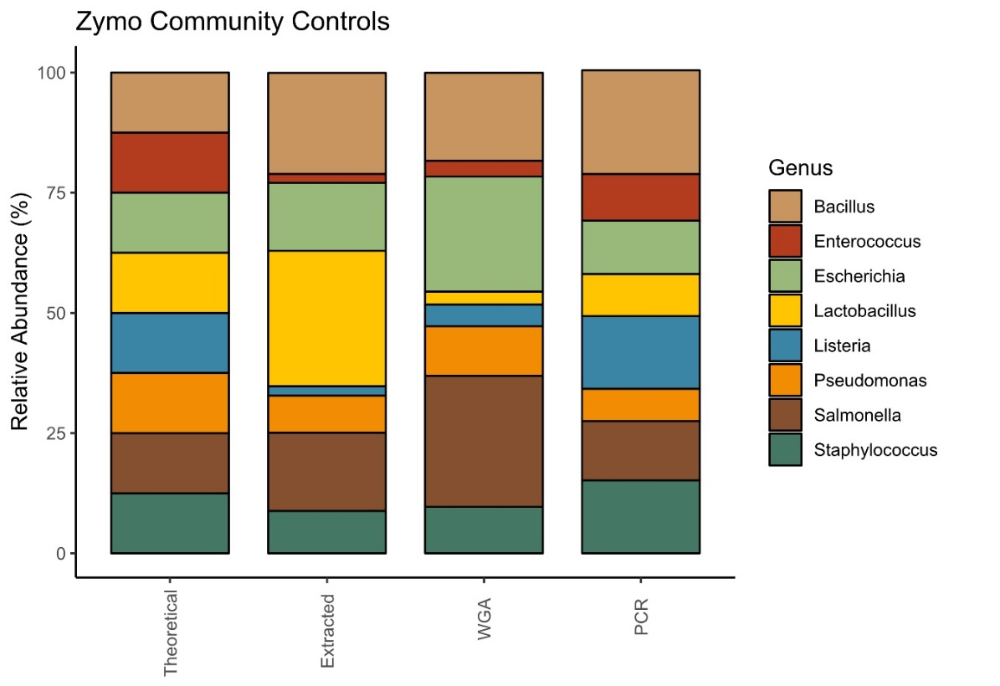 Zymo Community Controls
Relative Abundance (%)
100
75
50
25
0
Theoretical
Extracted
WGA
PCR
Genus
Bacillus
Enterococcus
Escherichia
Lactobacillus
Listeria
Pseudomonas
Salmonella
Staphylococcus